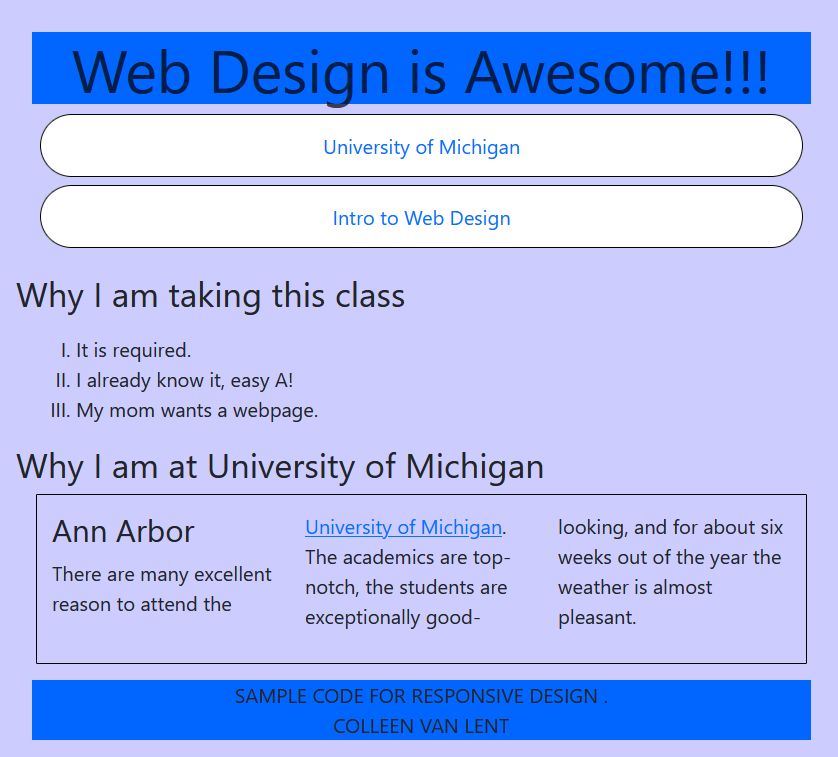 Web Design is Awesome!!!
University of Michigan
Intro to Web Design
Why I am taking this class
I. It is required.
II. I already know it, easy A!
III. My mom wants a webpage.
Why I am at University of Michigan
Ann Arbor
There are many excellent
reason to attend the
University of Michigan.
The academics are top-
notch, the students are
exceptionally good-
looking, and for about six
weeks out of the year the
weather is almost
pleasant.
SAMPLE CODE FOR RESPONSIVE DESIGN .
COLLEEN VAN LENT